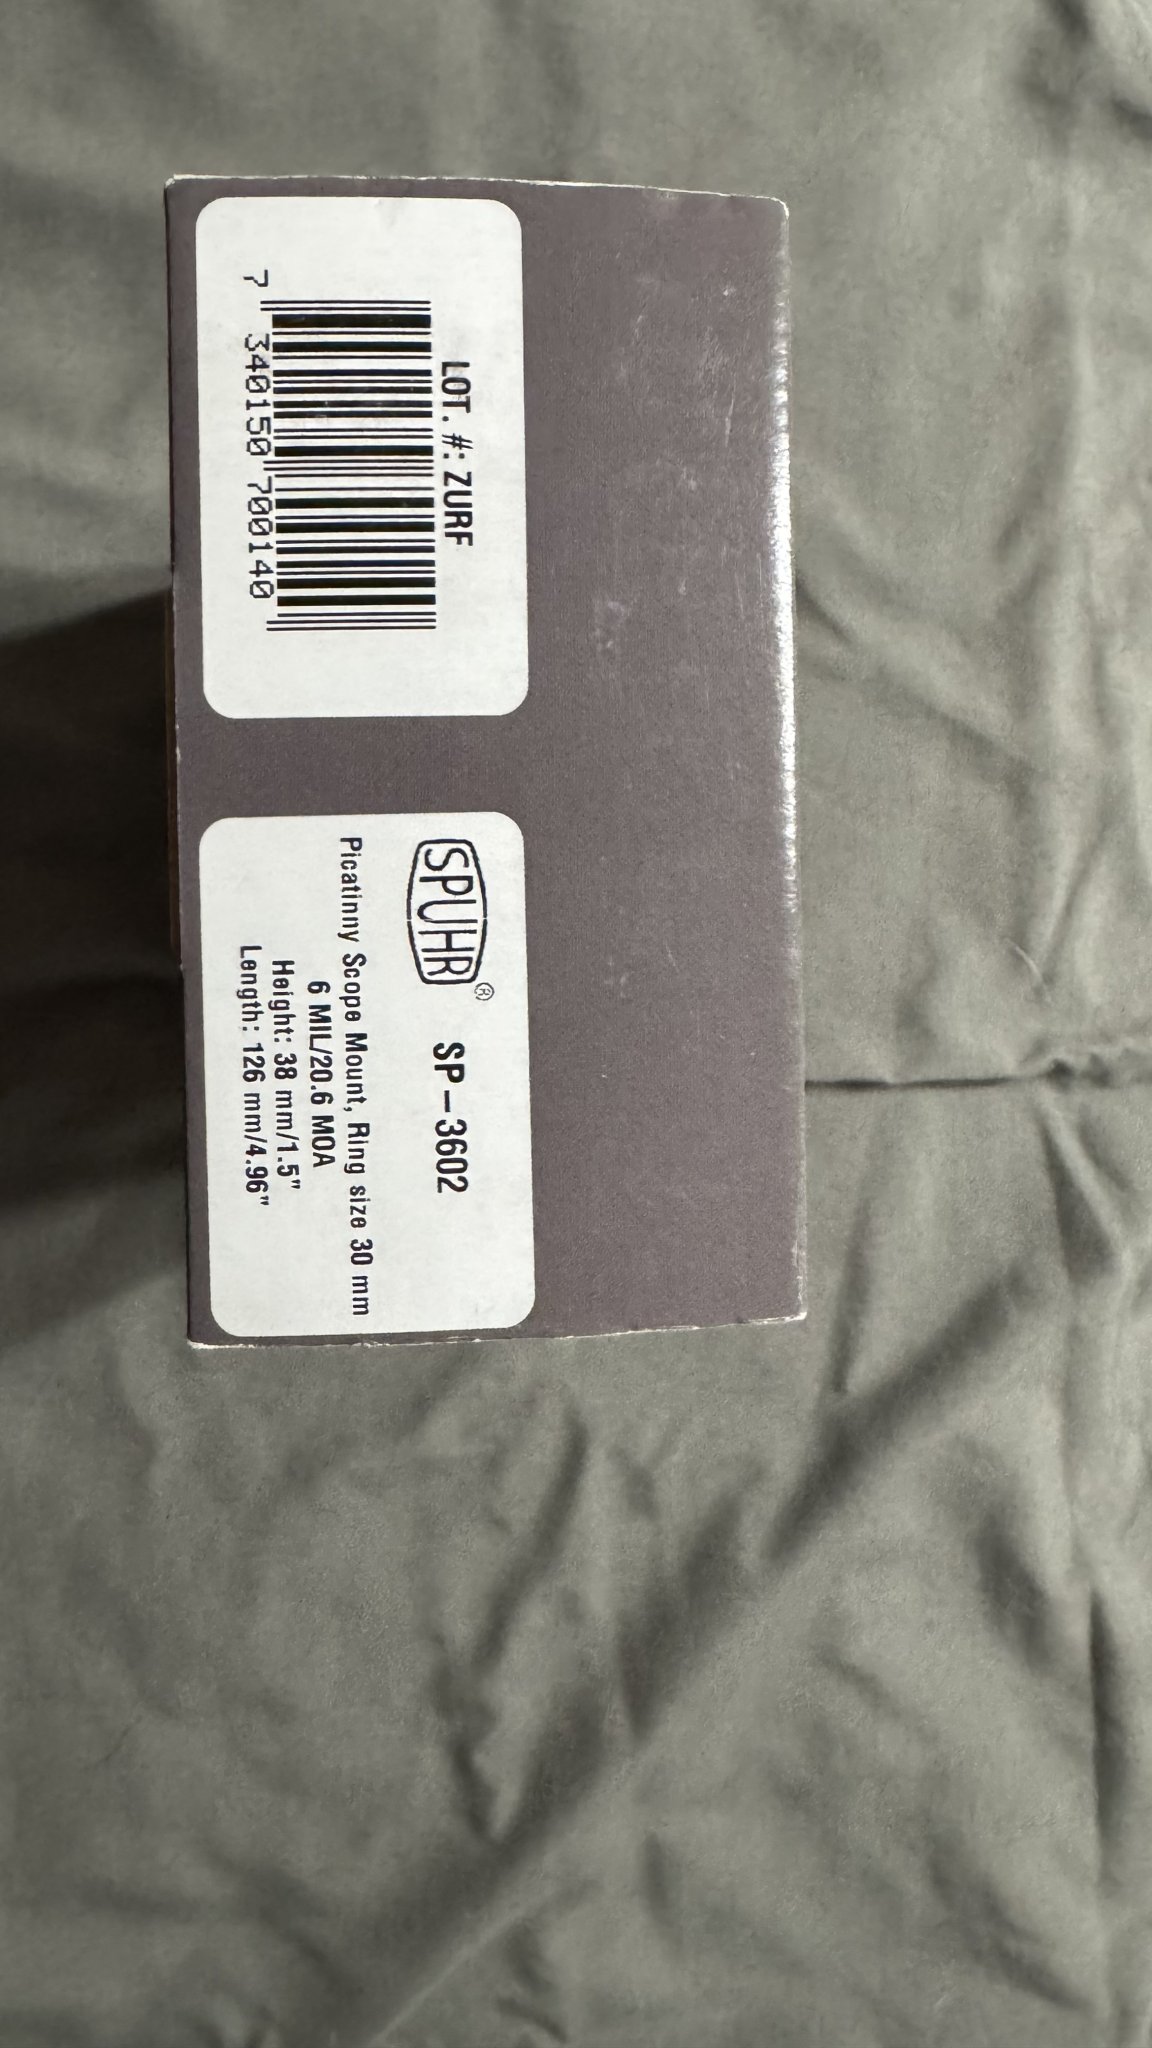 LOT. #: ZURF
7 340150 700140
SPUHR® SP-3602
Picatinny Scope Mount, Ring size 30 mm
6 MIL/20.6 MOA
Height: 38 mm/1.5"
Length: 126 mm/4.96"